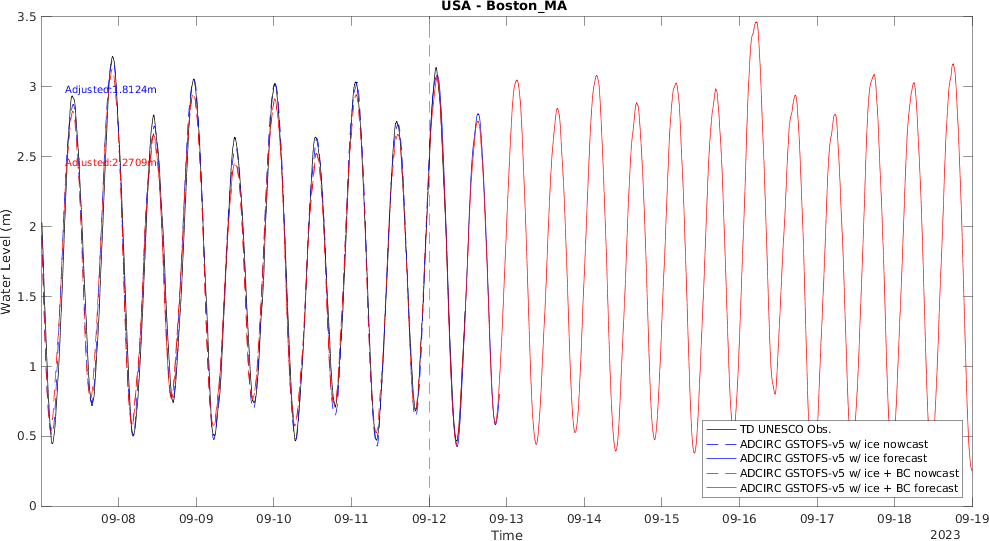 USA - Boston_MA
3.5
3
2.5
2
1.5
1
0.5
0
Water Level (m)
Adjusted:1.8124m
Adjusted:2.2709m
TD UNESCO Obs.
ADCIRC GSTOFS-v5 w/ ice nowcast
ADCIRC GSTOFS-v5 w/ ice forecast
ADCIRC GSTOFS-v5 w/ ice + BC nowcast
ADCIRC GSTOFS-v5 w/ ice + BC forecast
09-08 09-09 09-10 09-11 09-12 09-13 09-14 09-15 09-16 09-17 09-18 09-19
Time
2023